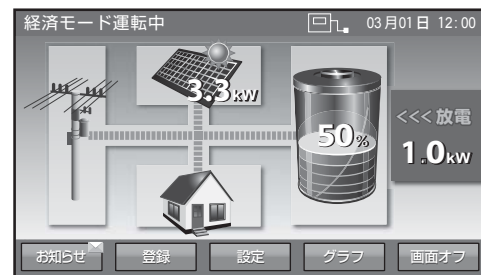 経済モード運転中
03月01日 12:00
3.3kW
50%
<<< 放電
1.0kW
お知らせ 登録 設定 グラフ 画面オフ